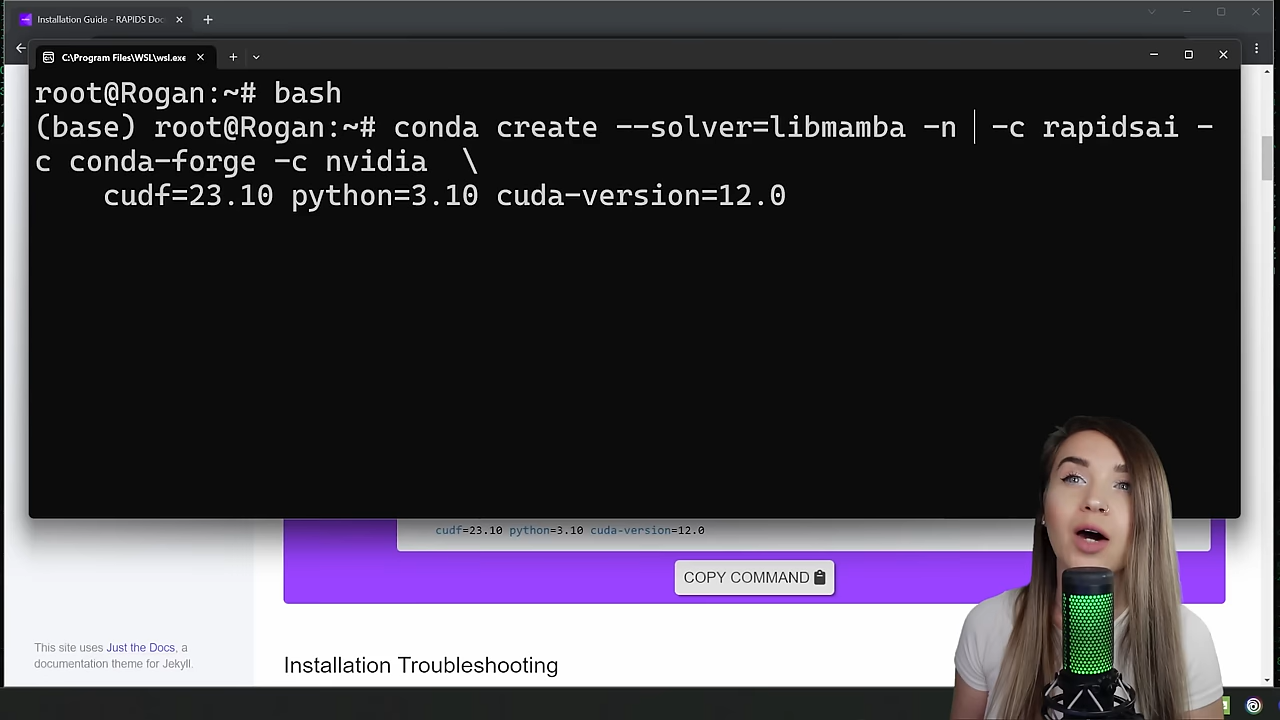 Installation Guide - RAPIDS Doc
C:\Program Files\WSL\wsl.exe
root@Rogan:~# bash
(base) root@Rogan:~# conda create --solver=libmamba -n -c rapidsai -
c conda-forge -c nvidia \
cudf=23.10 python=3.10 cuda-version=12.0
cudf=23.10 python=3.10 cuda-version=12.0
COPY COMMAND
This site uses Just the Docs, a
documentation theme for Jekyll.
Installation Troubleshooting